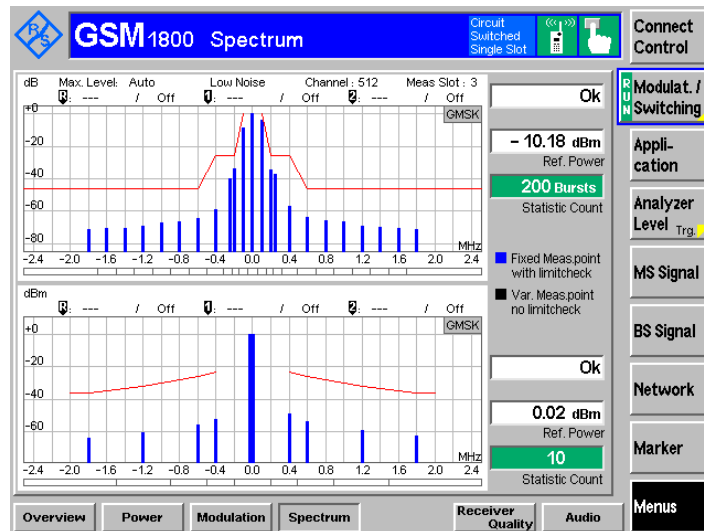 R&S
GSM1800 Spectrum
Circuit
Switched
Single Slot
Connect
Control
dB Max. Level: Auto Low Noise Channel : 512 Meas Slot : 3
R: --- / Off 1: --- / Off 2: --- / Off
GMSK
+0
-20
-40
-60
-80
MHz
-2.4 -2.0 -1.6 -1.2 -0.8 -0.4 0.0 0.4 0.8 1.2 1.6 2.0 2.4
Ok
- 10.18 dBm
Ref. Power
200 Bursts
Statistic Count
Fixed Meas.point
with limitcheck
Var. Meas.point
no limitcheck
dBm
R: --- / Off 1: --- / Off 2: --- / Off
GMSK
+0
-20
-40
-60
MHz
-2.4 -2.0 -1.6 -1.2 -0.8 -0.4 0.0 0.4 0.8 1.2 1.6 2.0 2.4
Ok
0.02 dBm
Ref. Power
10
Statistic Count
RUN
Modulat. /
Switching
Appli-
cation
Analyzer
Level Trg.
MS Signal
BS Signal
Network
Marker
Menus
Overview Power Modulation Spectrum Receiver Quality Audio